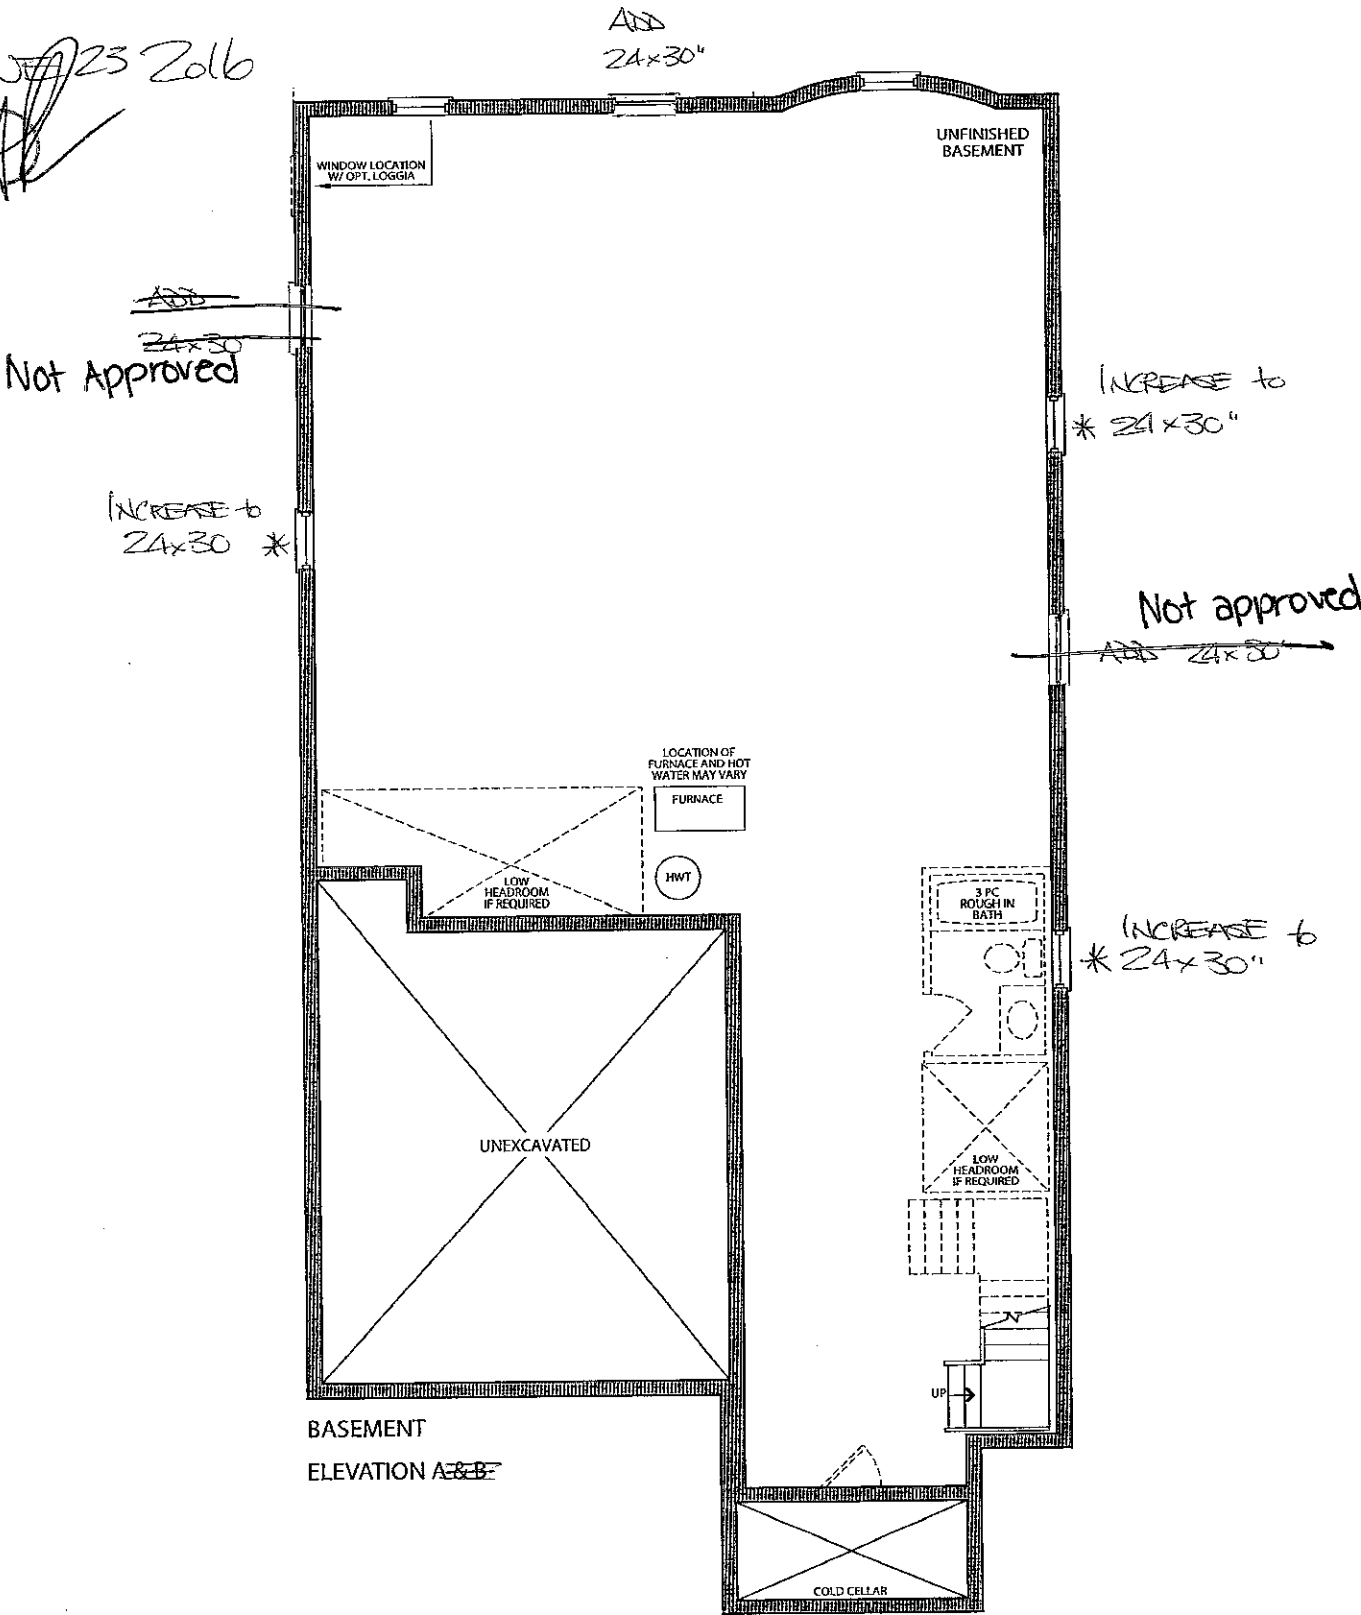 23 2016
ADD
24x30"
UNFINISHED
BASEMENT
WINDOW LOCATION
W/ OPT. LOGGIA
ADD
24x30
Not Approved
INCREASE to
* 24x30"
INCREASE to
24x30 *
Not approved
ADD 24x30"
LOCATION OF
FURNACE AND HOT
WATER MAY VARY
FURNACE
HWT
LOW
HEADROOM
IF REQUIRED
3 PC
ROUGH IN
BATH
INCREASE to
* 24x30"
UNEXCAVATED
LOW
HEADROOM
IF REQUIRED
UP
BASEMENT
ELEVATION A & B
COLD CELLAR